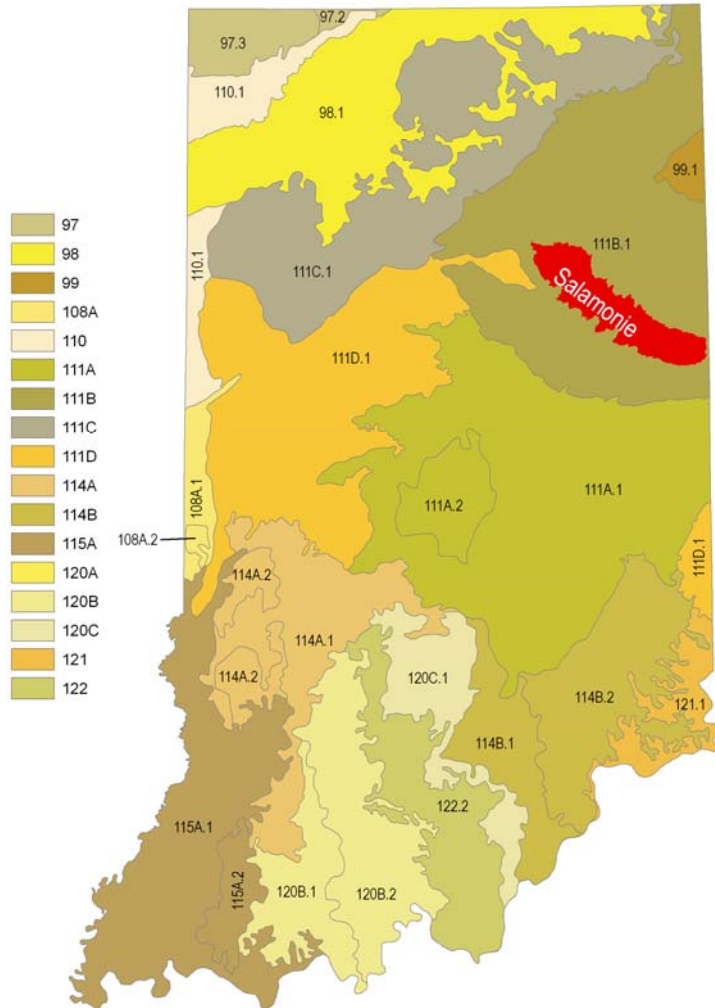 97.2
97.3
110.1
98.1
99.1
97
98
99
108A
110
111A
111B
111C
111D
114A
114B
115A
120A
120B
120C
121
122
110.1
111C.1
111B.1
Salamonie
111D.1
108A.1
108A.2
111A.2
111A.1
111D.1
114A.2
114A.1
114A.2
120C.1
114B.2
121.1
114B.1
115A.1
122.2
115A.2
120B.1
120B.2